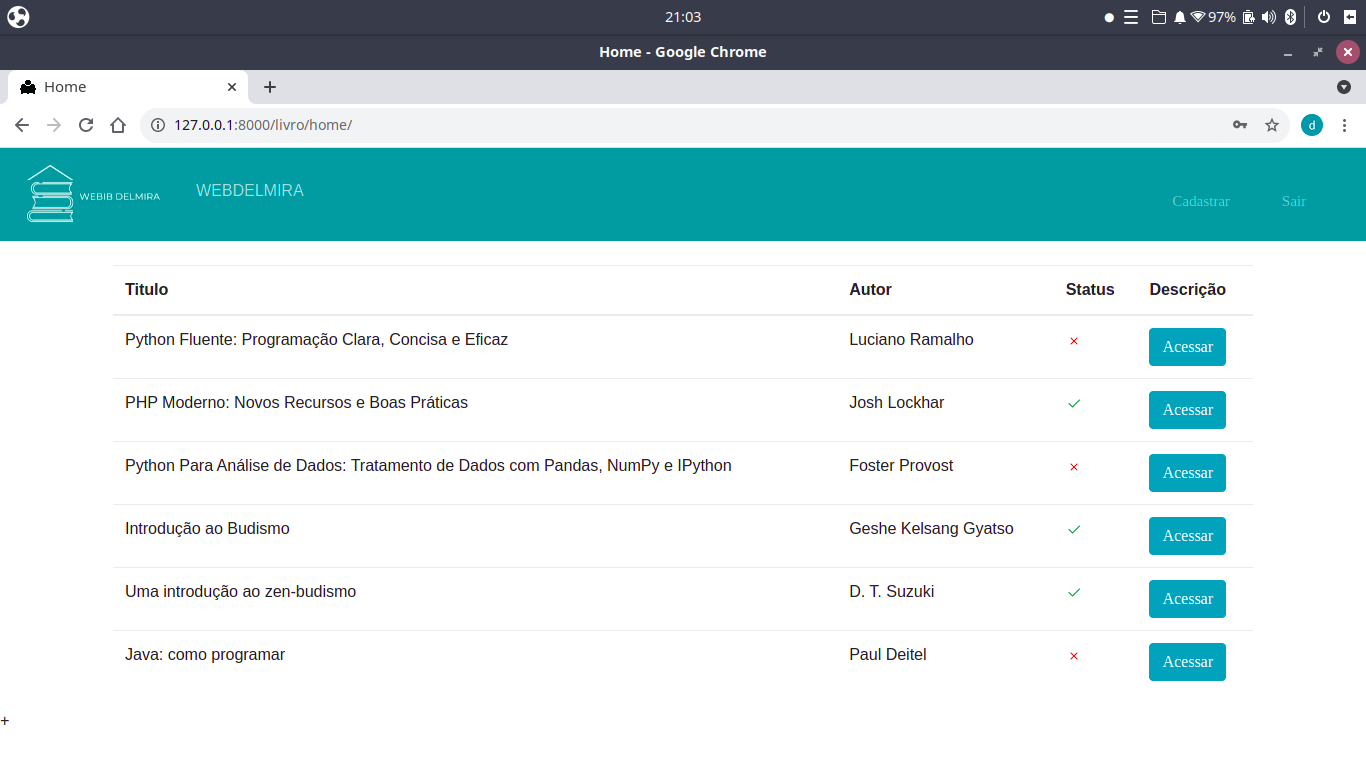 21:03
97%
Home - Google Chrome
Home
127.0.0.1:8000/livro/home/
d
WEBIB DELMIRA
WEBDELMIRA
Cadastrar Sair
Titulo Autor Status Descrição
Python Fluente: Programação Clara, Concisa e Eficaz Luciano Ramalho Acessar
PHP Moderno: Novos Recursos e Boas Práticas Josh Lockhar Acessar
Python Para Análise de Dados: Tratamento de Dados com Pandas, NumPy e IPython Foster Provost Acessar
Introdução ao Budismo Geshe Kelsang Gyatso Acessar
Uma introdução ao zen-budismo D. T. Suzuki Acessar
Java: como programar Paul Deitel Acessar
+